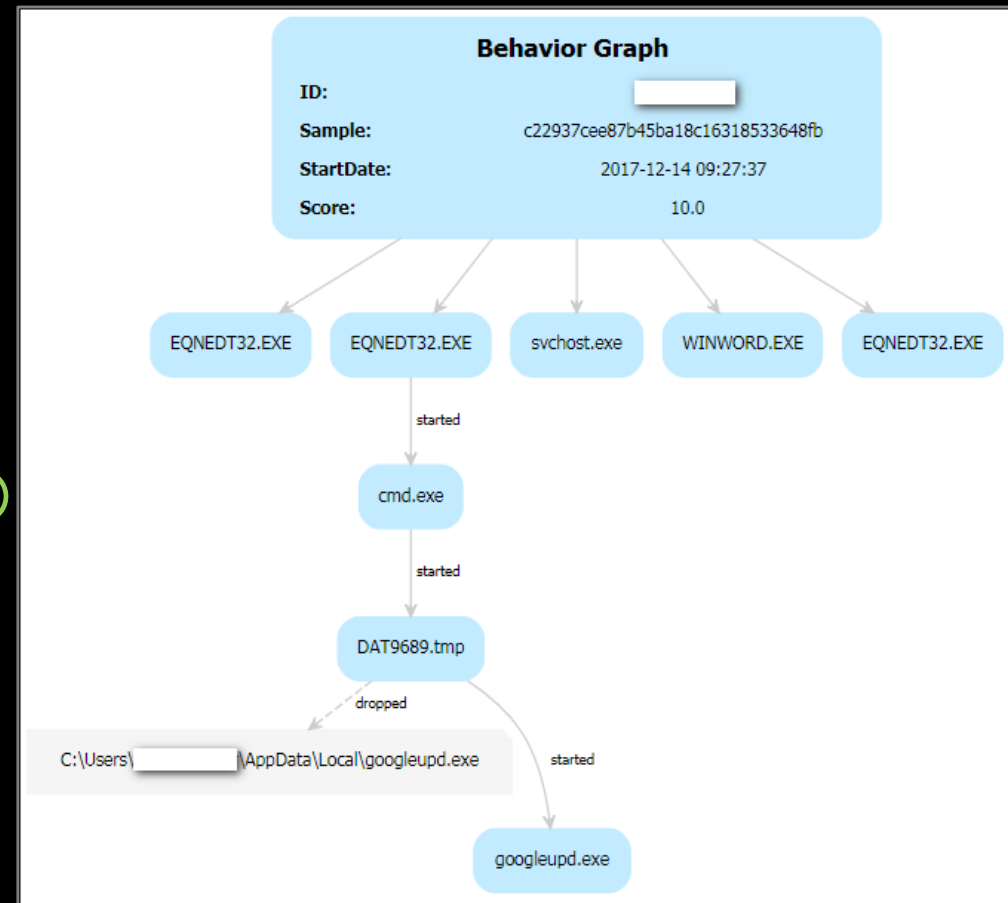 Behavior Graph
ID:
Sample: c22937cee87b45ba18c16318533648fb
StartDate: 2017-12-14 09:27:37
Score: 10.0
EQNEDT32.EXE EQNEDT32.EXE svchost.exe WINWORD.EXE EQNEDT32.EXE
started
cmd.exe
started
DAT9689.tmp
dropped
C:\Users\ \AppData\Local\googleupd.exe started
googleupd.exe